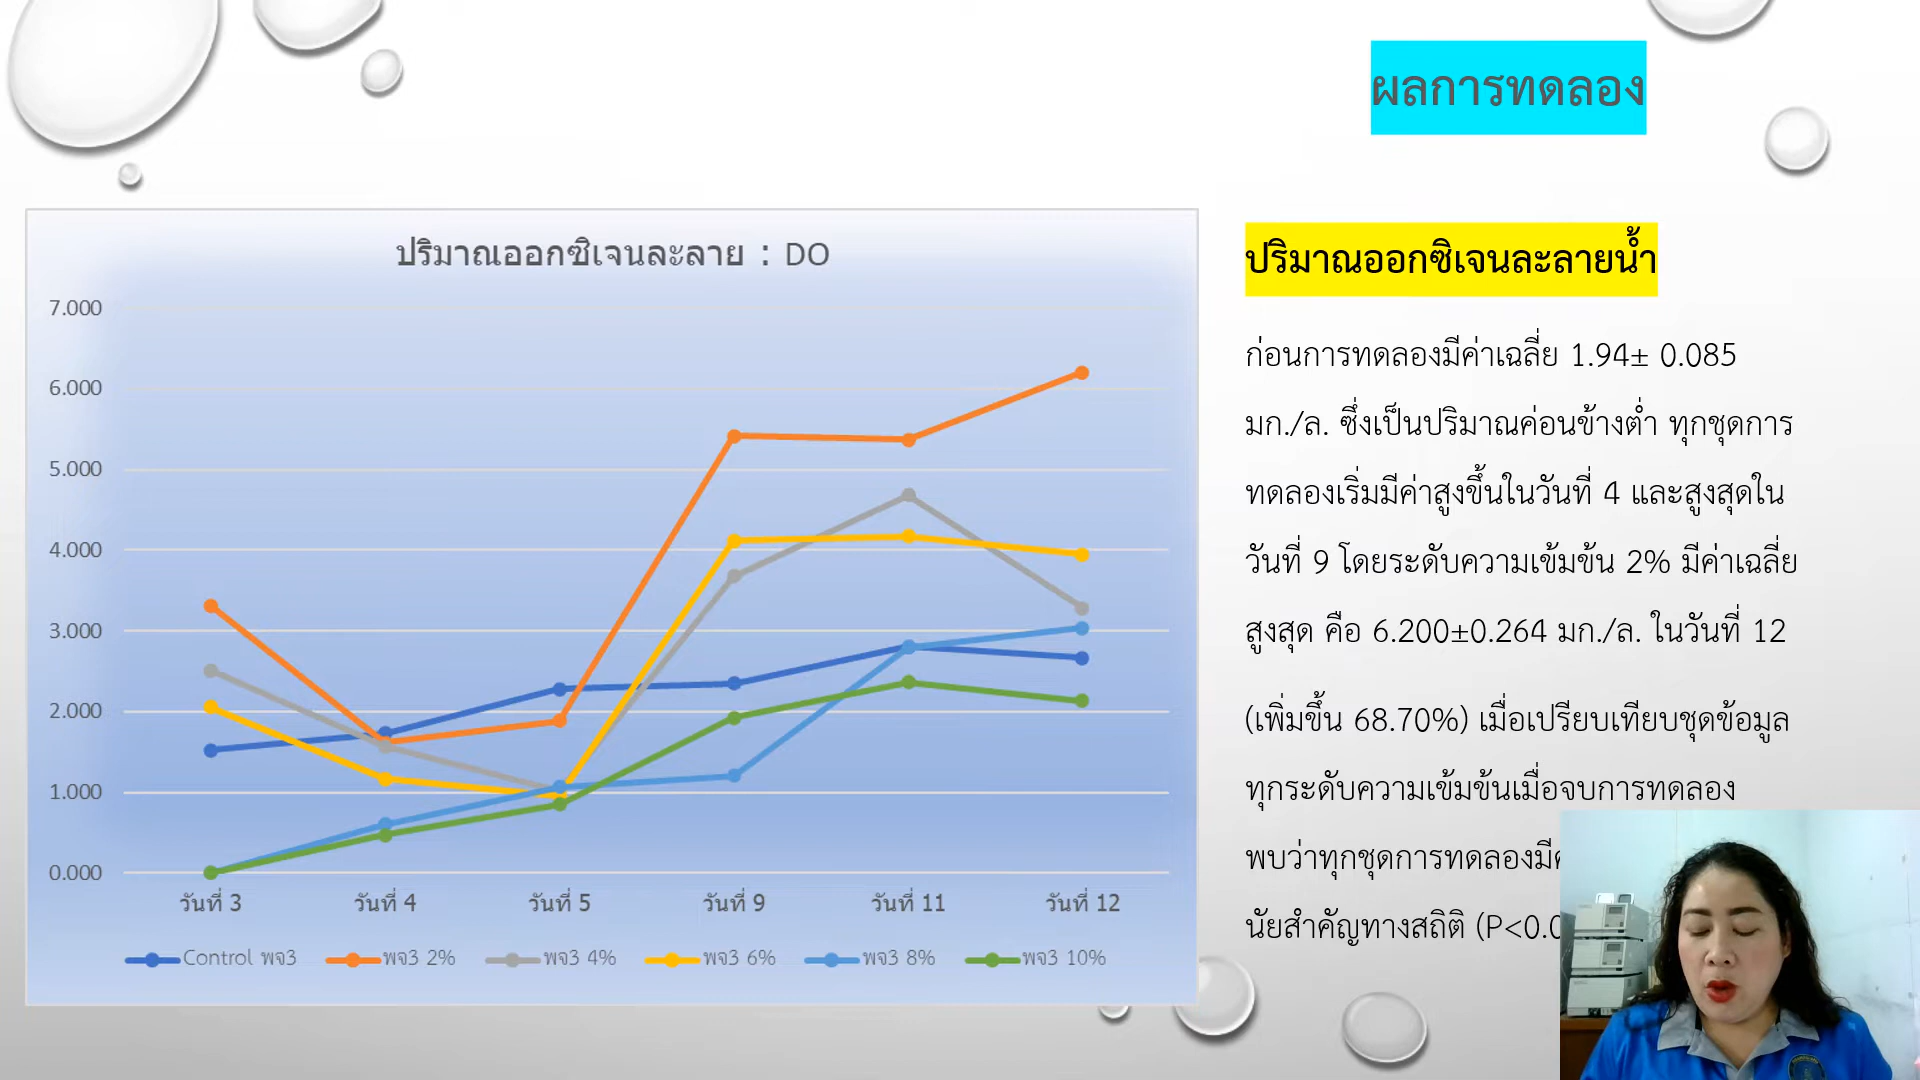 ผลการทดลอง
ปริมาณออกซิเจนละลาย : DO
7.000
6.000
5.000
4.000
3.000
2.000
1.000
0.000
วันที่ 3 วันที่ 4 วันที่ 5 วันที่ 9 วันที่ 11 วันที่ 12
Control พจ3 พจ3 2% พจ3 4% พจ3 6% พจ3 8% พจ3 10%
ปริมาณออกซิเจนละลายน้ำ
ก่อนการทดลองมีค่าเฉลี่ย 1.94± 0.085
มก./ล. ซึ่งเป็นปริมาณค่อนข้างต่ำ ทุกชุดการ
ทดลองเริ่มมีค่าสูงขึ้นในวันที่ 4 และสูงสุดใน
วันที่ 9 โดยระดับความเข้มข้น 2% มีค่าเฉลี่ย
สูงสุด คือ 6.200±0.264 มก./ล. ในวันที่ 12
(เพิ่มขึ้น 68.70%) เมื่อเปรียบเทียบชุดข้อมูล
ทุกระดับความเข้มข้นเมื่อจบการทดลอง
พบว่าทุกชุดการทดลองมี
นัยสำคัญทางสถิติ (P<0.0